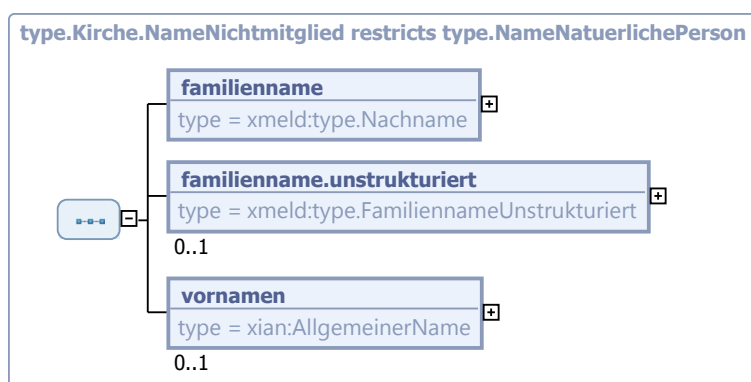 type.Kirche.NameNichtmitglied restricts type.NameNatuerlichePerson
familienname
type = xmeld:type.Nachname
familienname.unstrukturiert
type = xmeld:type.FamiliennameUnstrukturiert
0..1
vornamen
type = xian:AllgemeinerName
0..1